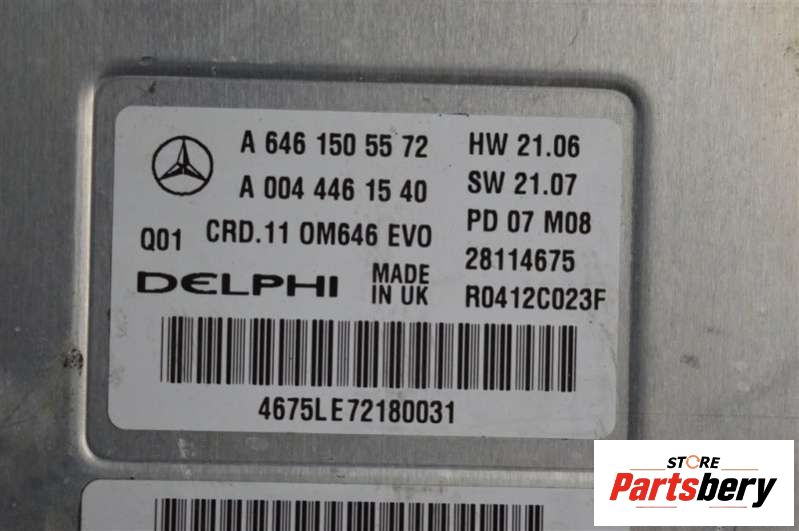 A 646 150 55 72 HW 21.06
A 004 446 15 40 SW 21.07
Q01 CRD.11 OM646 EVO PD 07 M08
28114675
DELPHI MADE IN UK R0412C023F
4675LE72180031
STORE
Partsbery